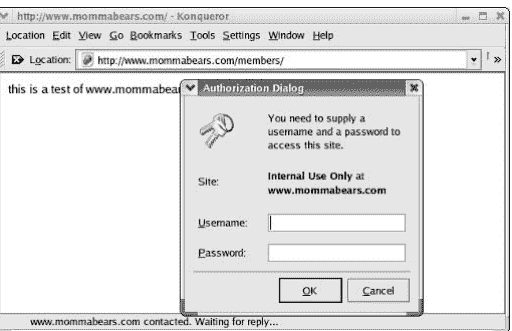 http://www.mommabears.com/ - Konqueror
Location Edit View Go Bookmarks Tools Settings Window Help
Location: http://www.mommabears.com/members/
this is a test of www.mommabear
Authorization Dialog
You need to supply a
username and a password to
access this site.
Site: Internal Use Only at
www.mommabears.com
Username:
Password:
OK Cancel
www.mommabears.com contacted. Waiting for reply...